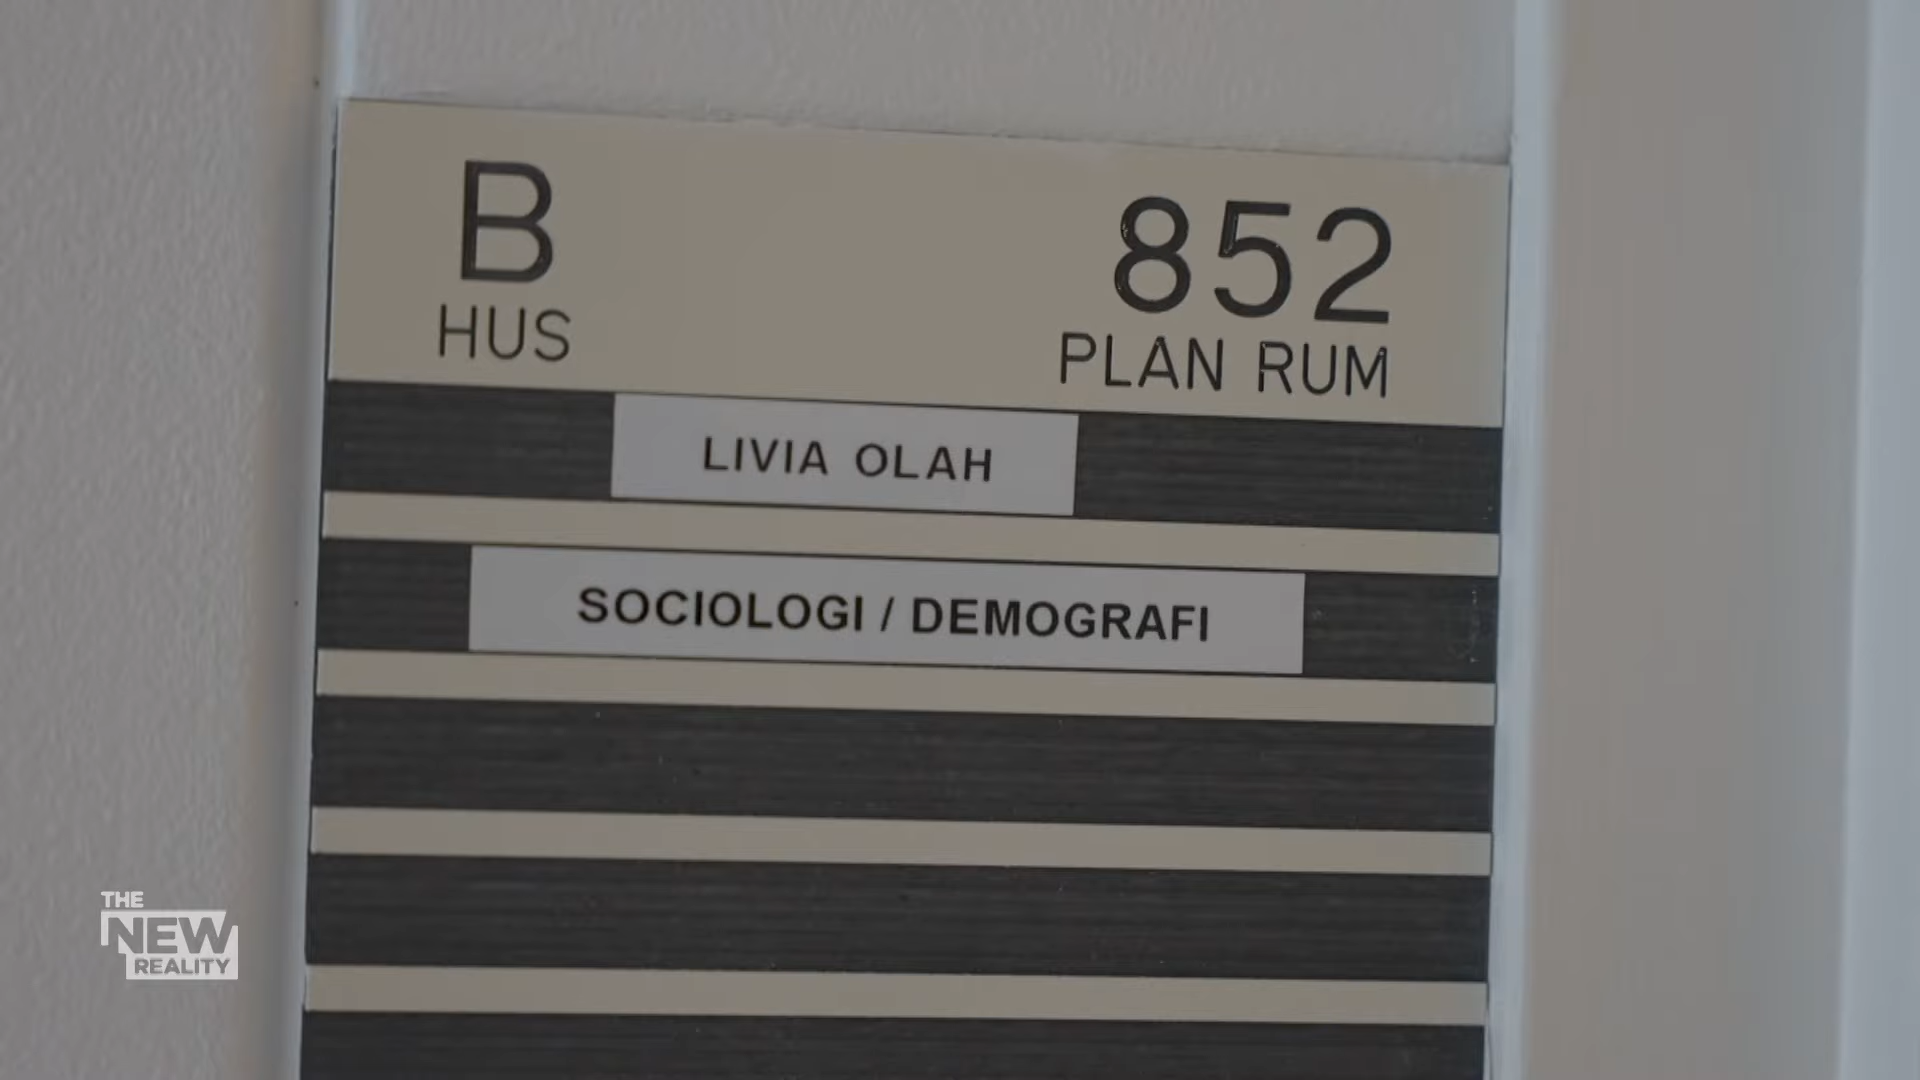 B 852
HUS PLAN RUM
LIVIA OLAH
SOCIOLOGI / DEMOGRAFI
THE
NEW
REALITY